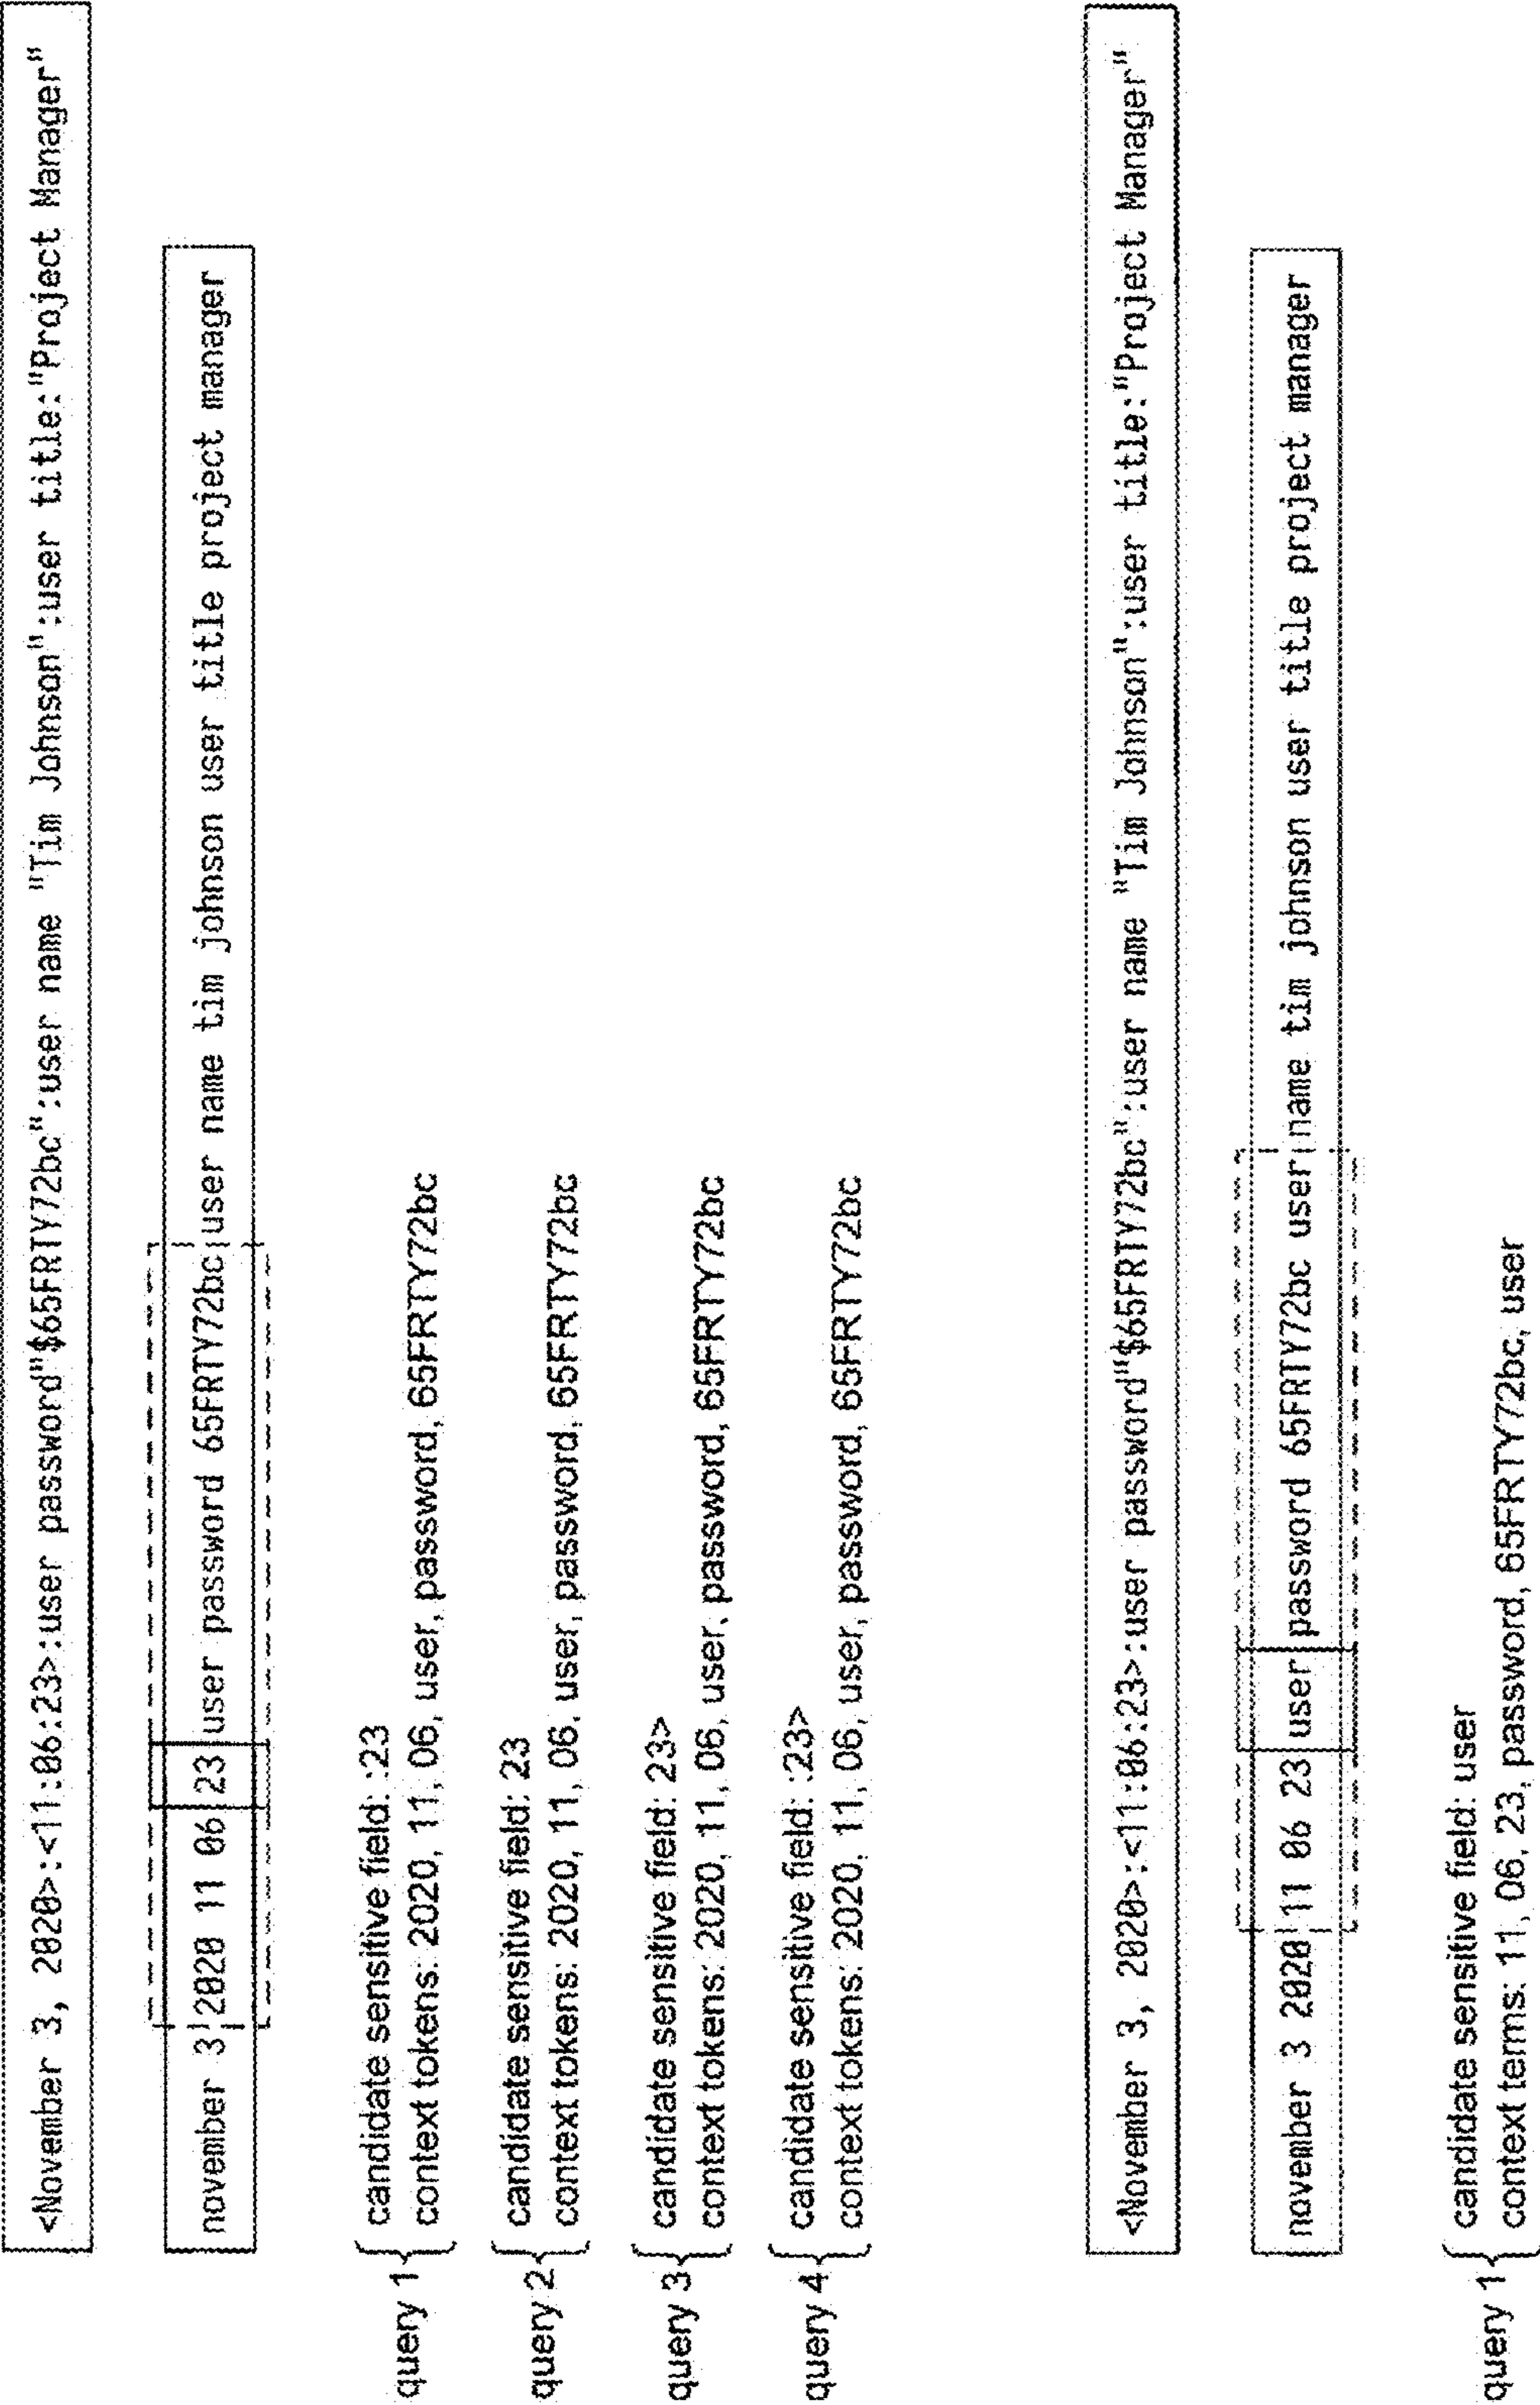 <November 3, 2020>:<11:06:23>:user password"$65FRTY72bc":user name "Tim Johnson":user title:"Project Manager"
november 3 2020 11 06 23 user password 65FRTY72bc user name tim johnson user title project manager
query 1 candidate sensitive field: :23
context tokens: 2020, 11, 06, user, password, 65FRTY72bc
query 2 candidate sensitive field: 23
context tokens: 2020, 11, 06, user, password, 65FRTY72bc
query 3 candidate sensitive field: 23>
context tokens: 2020, 11, 06, user, password, 65FRTY72bc
query 4 candidate sensitive field: :23>
context tokens: 2020, 11, 06, user, password, 65FRTY72bc
<November 3, 2020>:<11:06:23>:user password"$65FRTY72bc":user name "Tim Johnson":user title:"Project Manager"
november 3 2020 11 06 23 user password 65FRTY72bc user name tim johnson user title project manager
query 1 candidate sensitive field: user
context terms: 11, 06, 23, password, 65FRTY72bc, user